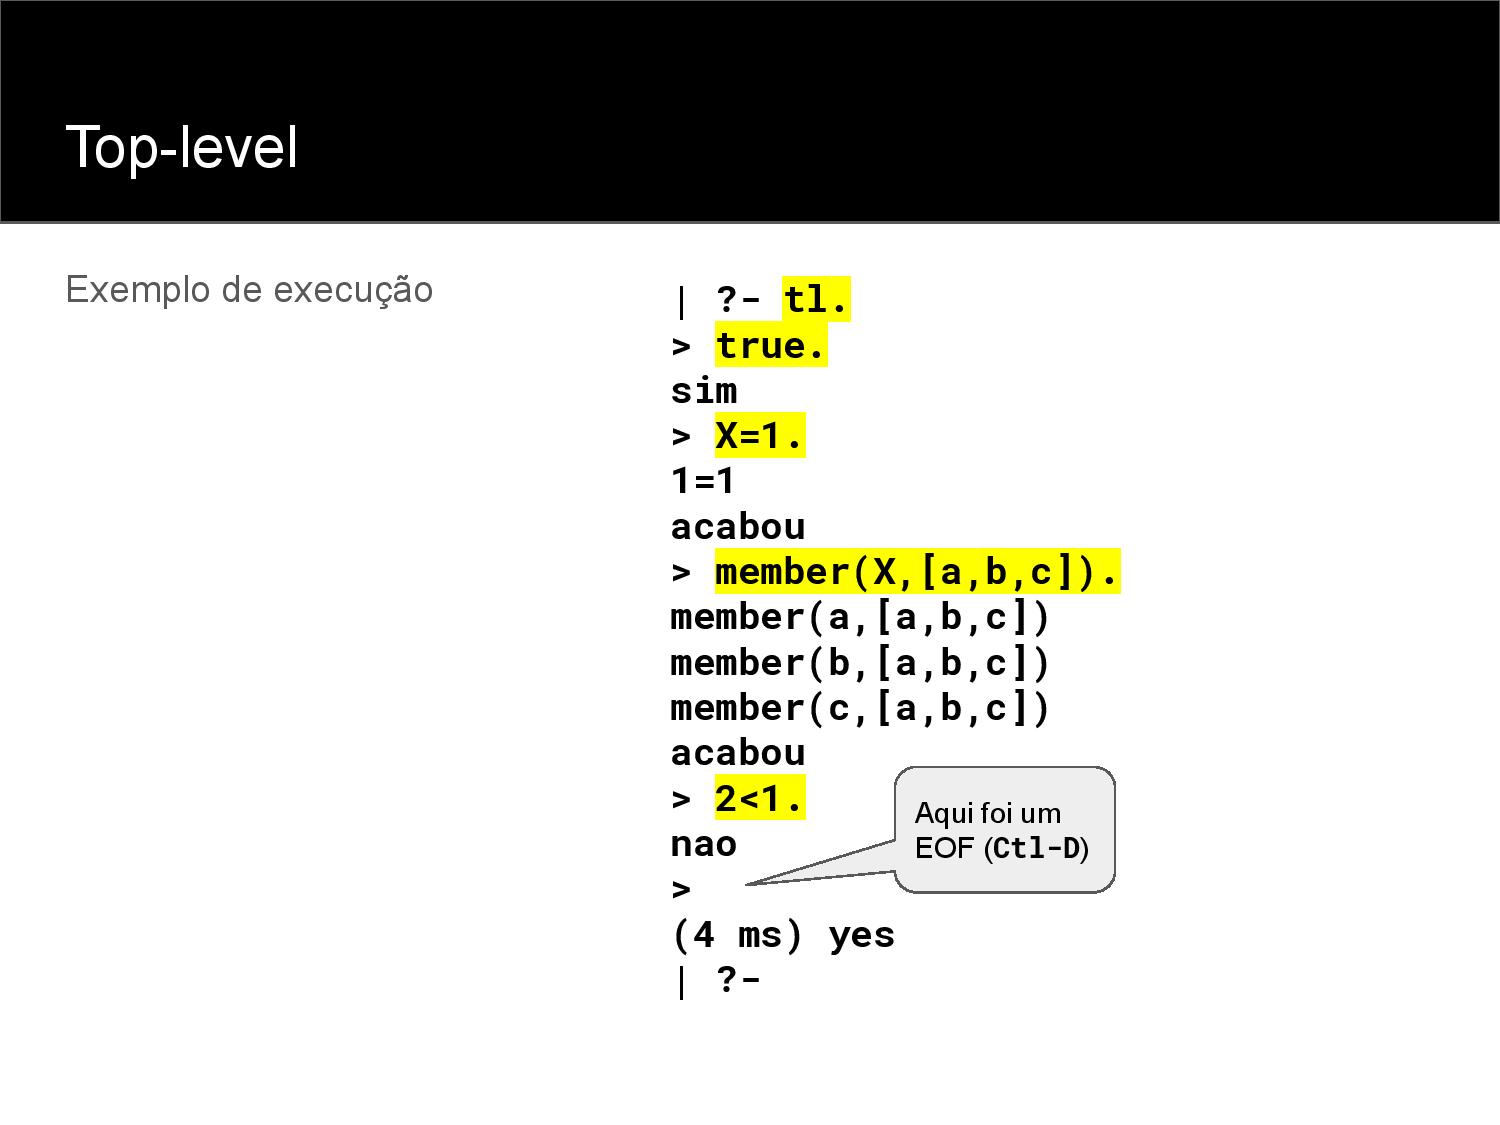 Top-level
Exemplo de execução
| ?- tl.
> true.
sim
> X=1.
1=1
acabou
> member(X,[a,b,c]).
member(a,[a,b,c])
member(b,[a,b,c])
member(c,[a,b,c])
acabou
> 2<1.
nao
>
(4 ms) yes
| ?-
Aqui foi um
EOF (Ctl-D)